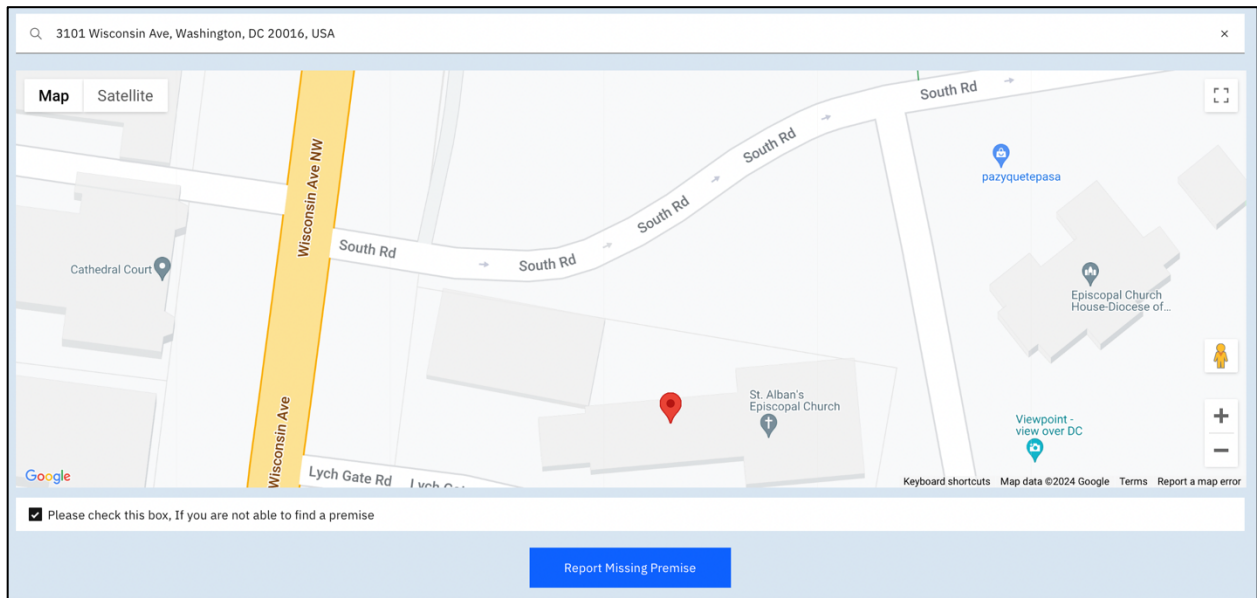 3101 Wisconsin Ave, Washington, DC 20016, USA
Map
Satellite
South Rd
South Rd
Wisconsin Ave NW
pazyquetepasa
South Rd
South Rd
South Rd
Cathedral Court
Episcopal Church
House-Diocese of...
St. Alban's
Episcopal Church
Wisconsin Ave
Viewpoint -
view over DC
Lych Gate Rd
Google
Keyboard shortcuts
Map data ©2024 Google
Terms
Report a map error
Please check this box, If you are not able to find a premise
Report Missing Premise